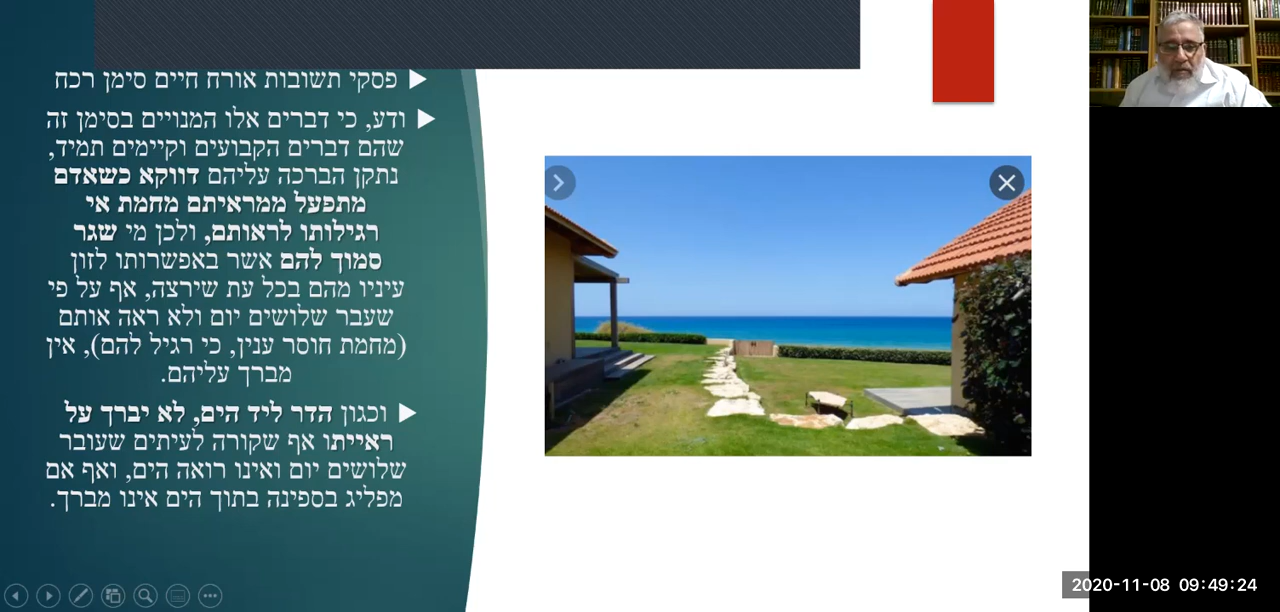 פסקי תשובות אורח חיים סימן רכח
ודע, כי דברים אלו המנויים בסימן זה
שהם דברים הקבועים וקיימים תמיד,
נתקן הברכה עליהם דווקא כשאדם
מתפעל ממראיתם מחמת אי
רגילותו לראותם, ולכן מי שגר
סמוך להם אשר באפשרותו לזון
עיניו מהם בכל עת שירצה, אף על פי
שעבר שלושים יום ולא ראה אותם
(מחמת חוסר ענין, כי רגיל להם), אין
מברך עליהם.
וכגון הדר ליד הים, לא יברך על
ראייתו אף שקורה לעיתים שעובר
שלושים יום ואינו רואה הים, ואף אם
מפליג בספינה בתוך הים אינו מברך.
2020-11-08 09:49:24